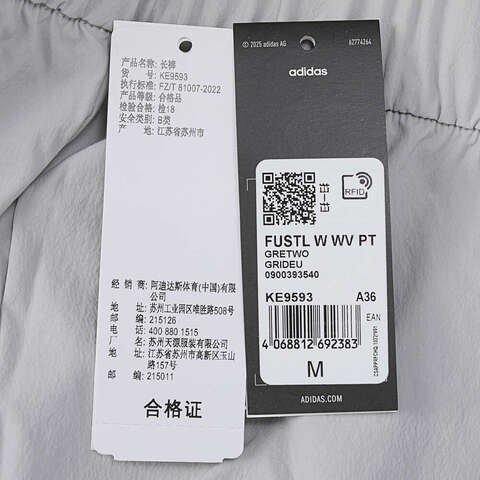 产品名称: 长裤
货 号: KE9593
执行标准: FZ/T 81007-2022
产品等级: 合格品
检验合格: 检18
安全类别: B类
产 地: 江苏省苏州市
经 销 商: 阿迪达斯体育(中国)有限
公司
地址: 苏州工业园区唯胜路508号
邮编: 215126
电话: 400 880 1515
厂名: 苏州天源服装有限公司
地址: 江苏省苏州市高新区玉山
路157号
邮编: 215011
合格证
© 2025 adidas AG
62774264
adidas
RFID
FUSTL W WV PT
GRETWO
GRIDEU
0900393540
KE9593 A36
EAN
4 068812 692383
M
ADIDAS.COM